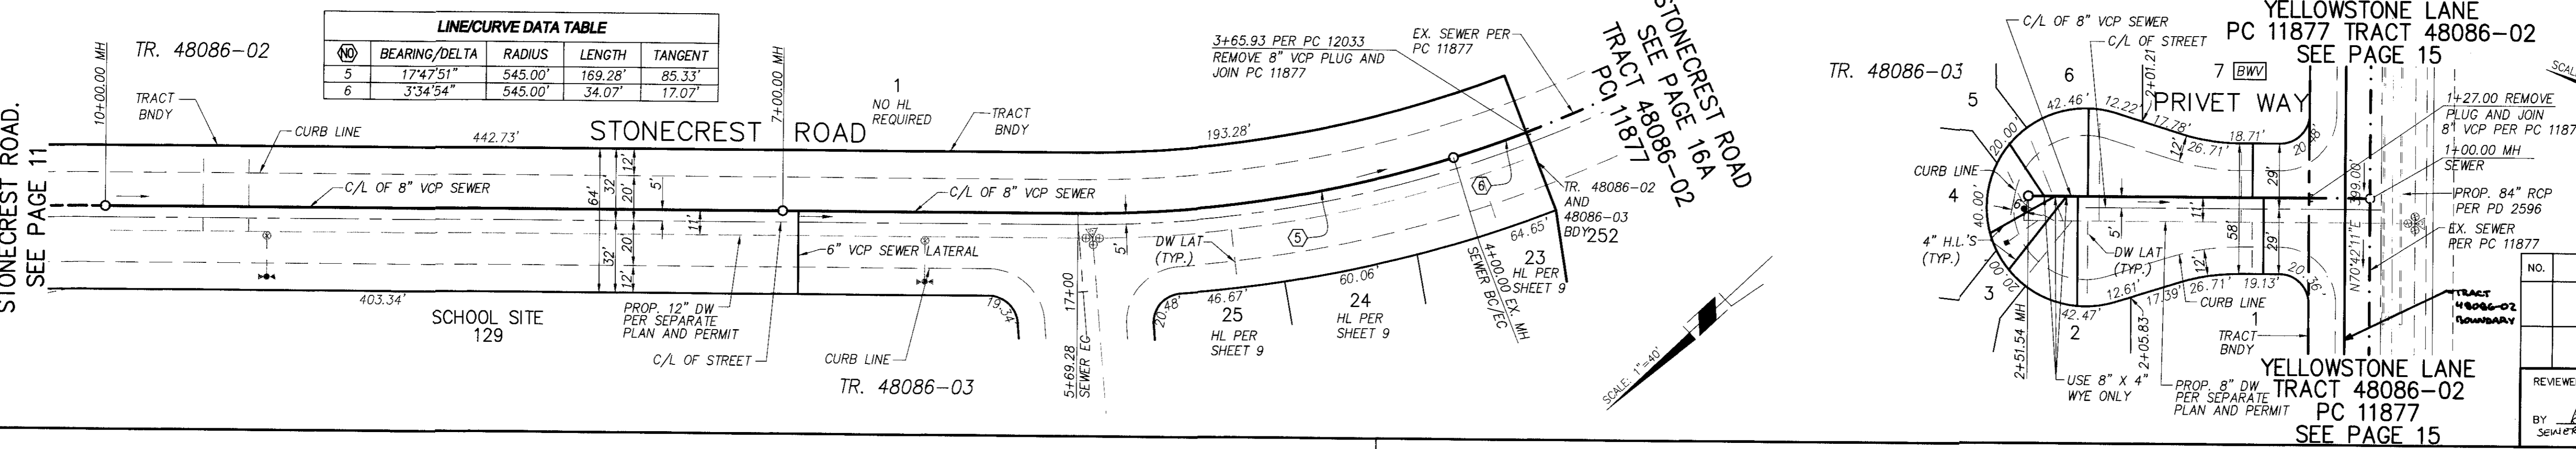 STONECREST ROAD.
SEE PAGE 11
10+00.00 MH
TR. 48086-02
TRACT
BNDY
CURB LINE
LINE/CURVE DATA TABLE
NO BEARING/DELTA RADIUS LENGTH TANGENT
5 17°47'51" 545.00' 169.28' 85.33'
6 3°34'54" 545.00' 34.07' 17.07'
442.73'
STONECREST ROAD
7+00.00 MH
1
NO HL
REQUIRED
TRACT
BNDY
193.28'
3+65.93 PER PC 12033
REMOVE 8" VCP PLUG AND
JOIN PC 11877
EX. SEWER PER
PC 11877
STONECREST ROAD
SEE PAGE 16A
TRACT 48086-02
PCI 11877
C/L OF 8" VCP SEWER
64'
32'
32'
12'
20'
20'
12'
5'
11'
C/L OF 8" VCP SEWER
6" VCP SEWER LATERAL
5'
DW LAT
(TYP.)
5
6
TR. 48086-02
AND
48086-03
BDY
252
403.34'
SCHOOL SITE
129
PROP. 12" DW
PER SEPARATE
PLAN AND PERMIT
C/L OF STREET
CURB LINE
TR. 48086-03
19.34
17+00
5+69.28
SEWER EG
20.48'
46.67'
25
HL PER
SHEET 9
60.06'
24
HL PER
SHEET 9
64.65'
23
HL PER
SHEET 9
4+00.00 EX. MH
SEWER BC/EC
SCALE: 1"=40'
TR. 48086-03
C/L OF 8" VCP SEWER
C/L OF STREET
YELLOWSTONE LANE
PC 11877 TRACT 48086-02
SEE PAGE 15
5
6
2+01.21
7 BWV
PRIVET WAY
42.46'
12.22'
17.78'
26.71'
18.71'
20.48'
12'
20.00'
CURB LINE
4
40.00'
4" H.L.'S
(TYP.)
3
20.00'
5'
11'
58'
29'
29'
12'
DW LAT
(TYP.)
1+27.00 REMOVE
PLUG AND JOIN
8" VCP PER PC 1187
1+00.00 MH
SEWER
399.00'
N70°42'11"E
PROP. 84" RCP
PER PD 2596
EX. SEWER
PER PC 11877
TRACT
48086-02
BOUNDARY
42.47'
12.61'
17.39'
26.71'
19.13'
20.36'
CURB LINE
2
1
2+51.54 MH
2+05.83
TRACT
BNDY
USE 8" X 4"
WYE ONLY
PROP. 8" DW
PER SEPARATE
PLAN AND PERMIT
YELLOWSTONE LANE
TRACT 48086-02
PC 11877
SEE PAGE 15
NO.
REVIEWE
BY
SEWER